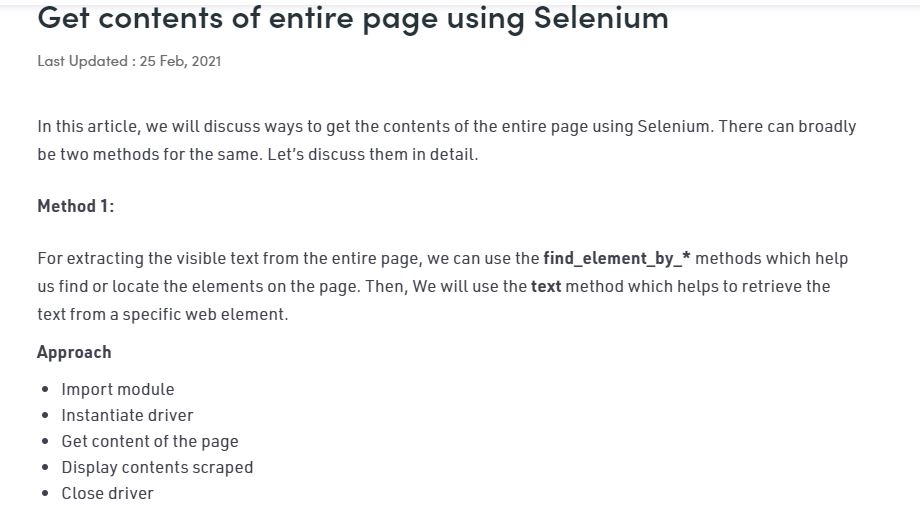 Get contents of entire page using Selenium
Last Updated : 25 Feb, 2021
In this article, we will discuss ways to get the contents of the entire page using Selenium. There can broadly
be two methods for the same. Let’s discuss them in detail.
Method 1:
For extracting the visible text from the entire page, we can use the find_element_by_* methods which help
us find or locate the elements on the page. Then, We will use the text method which helps to retrieve the
text from a specific web element.
Approach
• Import module
• Instantiate driver
• Get content of the page
• Display contents scraped
• Close driver